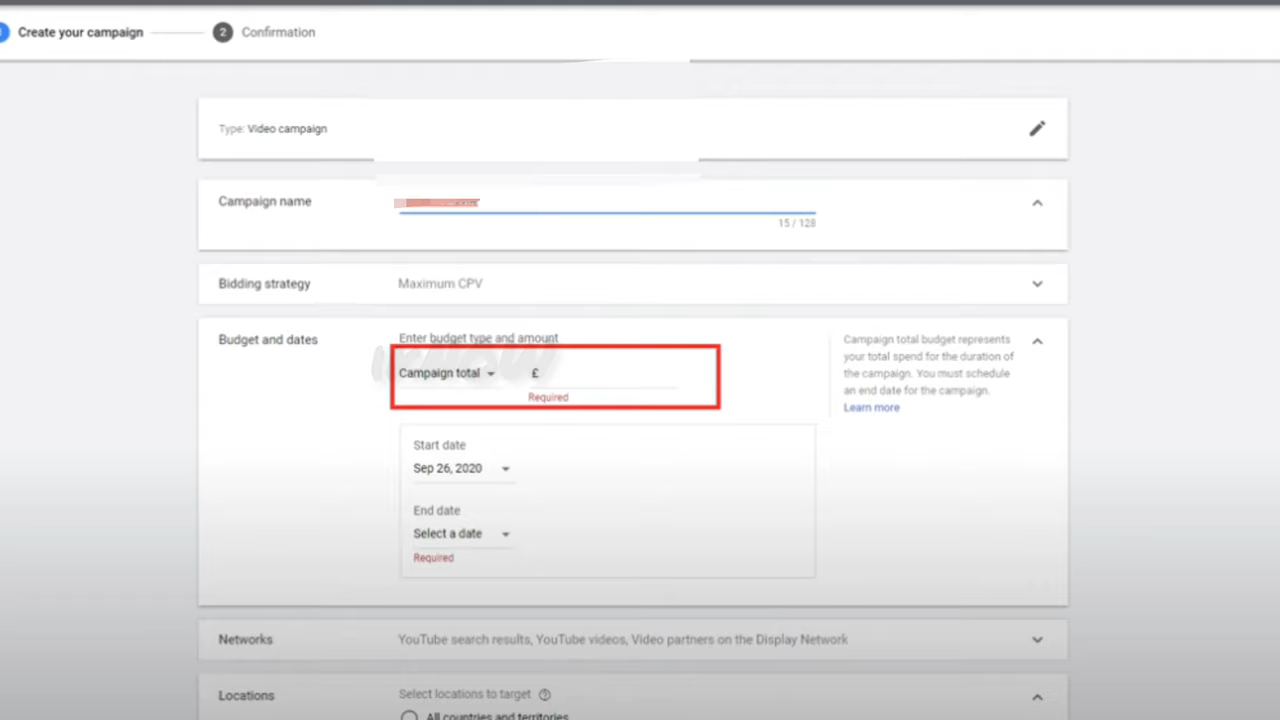 Create your campaign
2 Confirmation
Type: Video campaign
Campaign name
15 / 128
Bidding strategy
Maximum CPV
Budget and dates
Enter budget type and amount
Campaign total £
Required
Campaign total budget represents
your total spend for the duration of
the campaign. You must schedule
an end date for the campaign.
Learn more
Start date
Sep 26, 2020
End date
Select a date
Required
Networks
YouTube search results, YouTube videos, Video partners on the Display Network
Locations
Select locations to target
All countries and territories